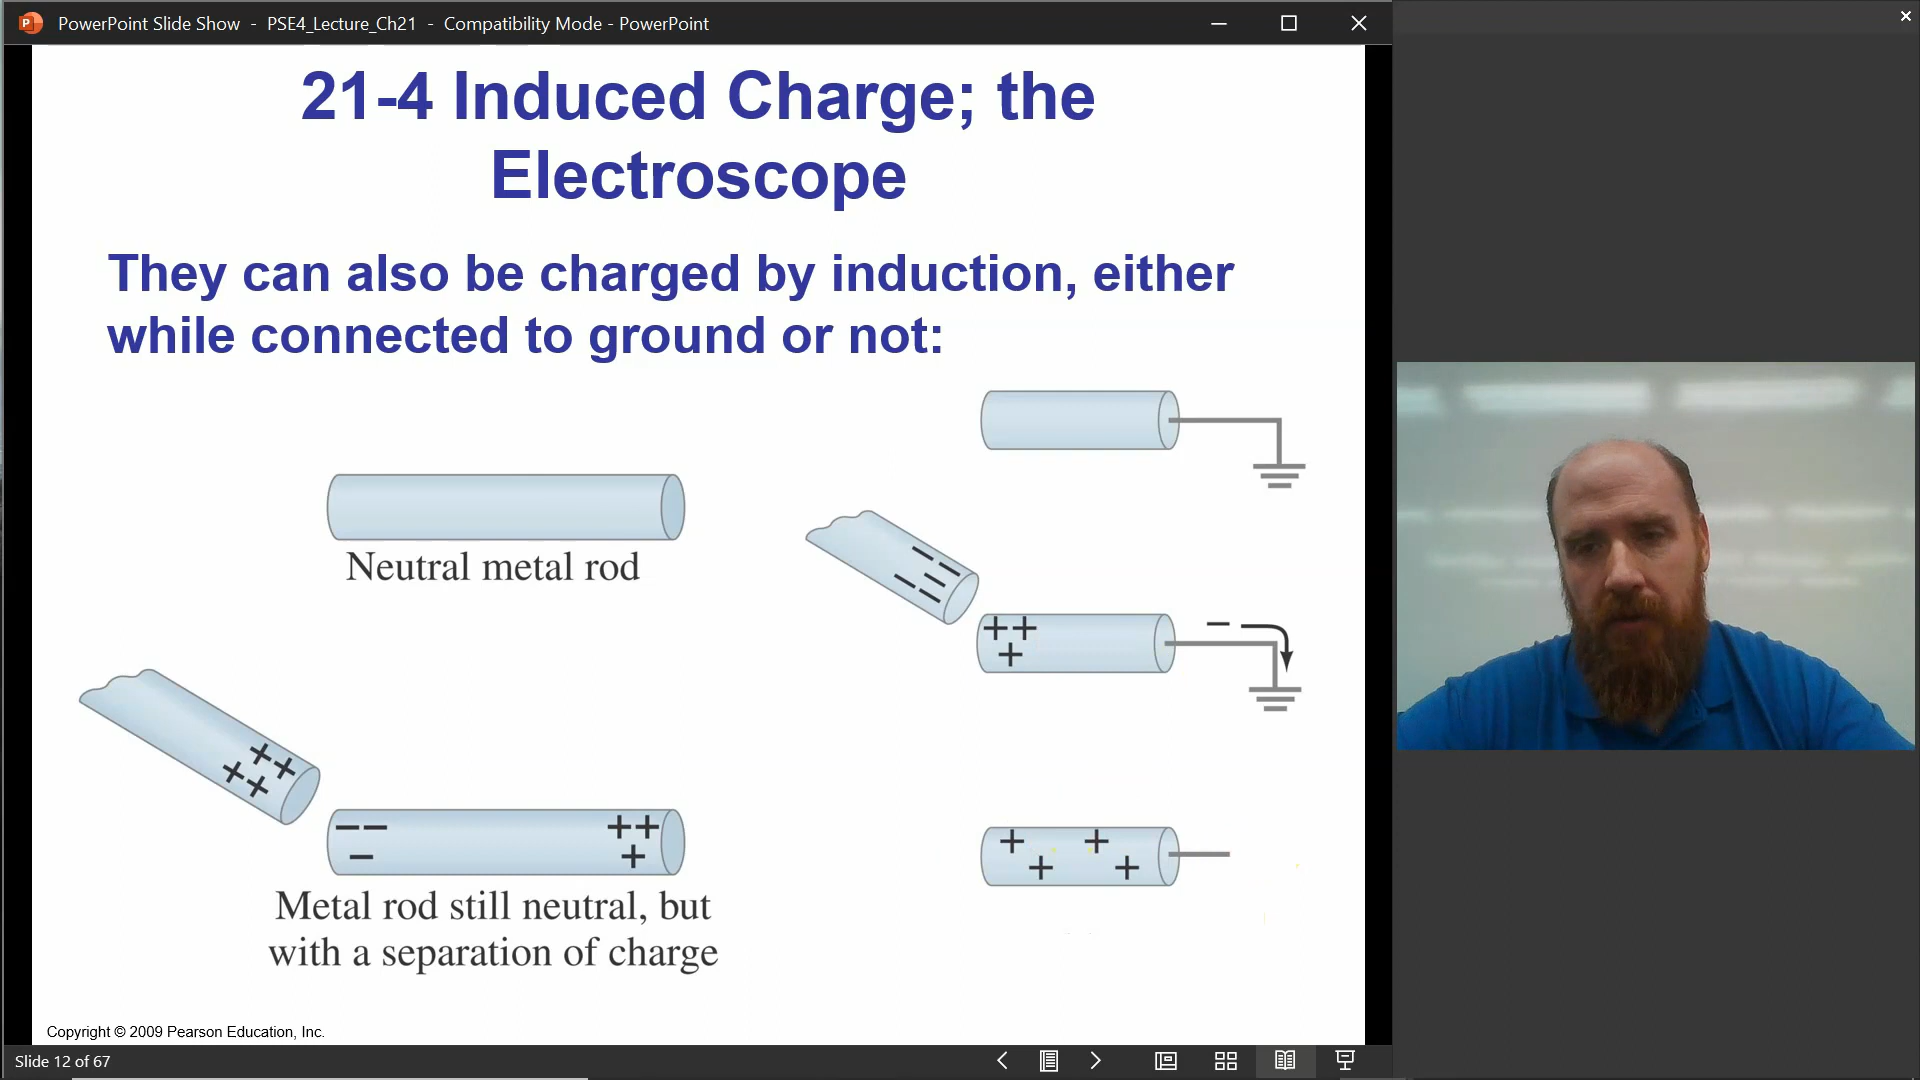 PowerPoint Slide Show - PSE4_Lecture_Ch21 - Compatibility Mode - PowerPoint
21-4 Induced Charge; the
Electroscope
They can also be charged by induction, either
while connected to ground or not:
Neutral metal rod
Metal rod still neutral, but
with a separation of charge
Copyright © 2009 Pearson Education, Inc.
Slide 12 of 67